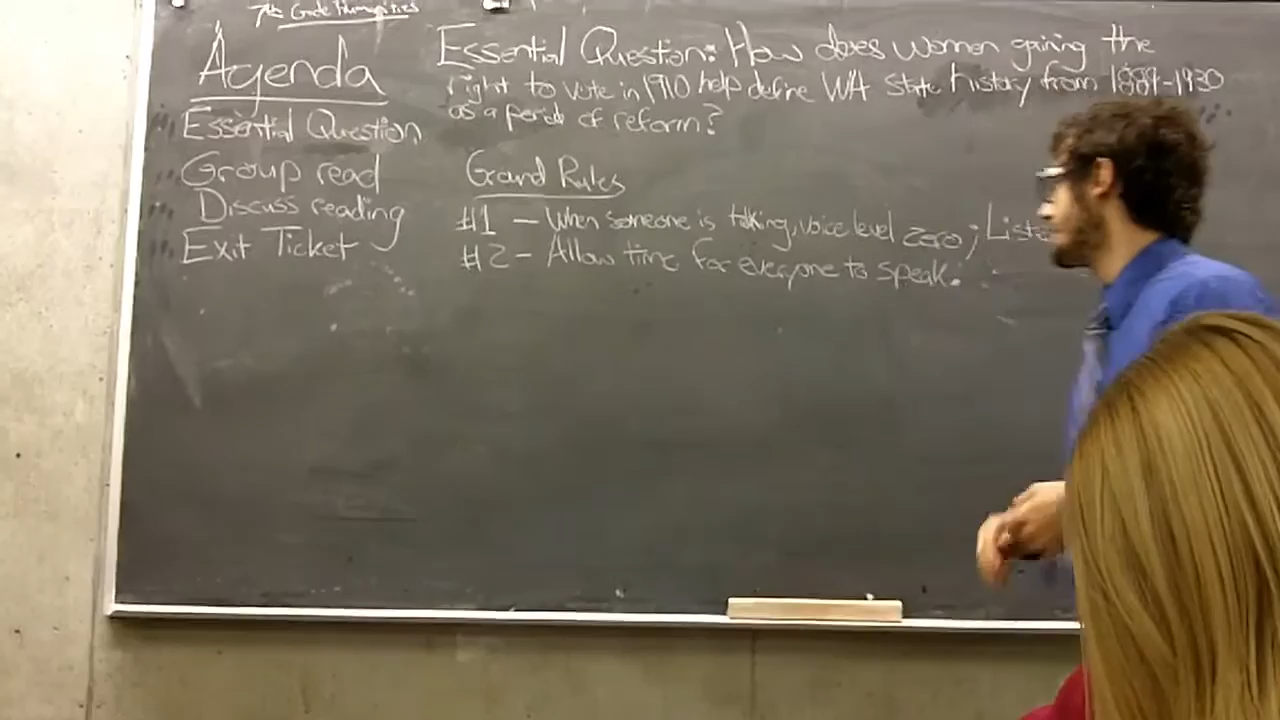 7th Grade Humanities
Agenda
Essential Question
Group read
Discuss reading
Exit Ticket
Essential Question: How does women gaining the
right to vote in 1910 help define WA State history from 1889-1930
as a period of reform?
Grand Rules
#1 - When someone is talking, voice level zero; Liste
#2 - Allow time for everyone to speak.